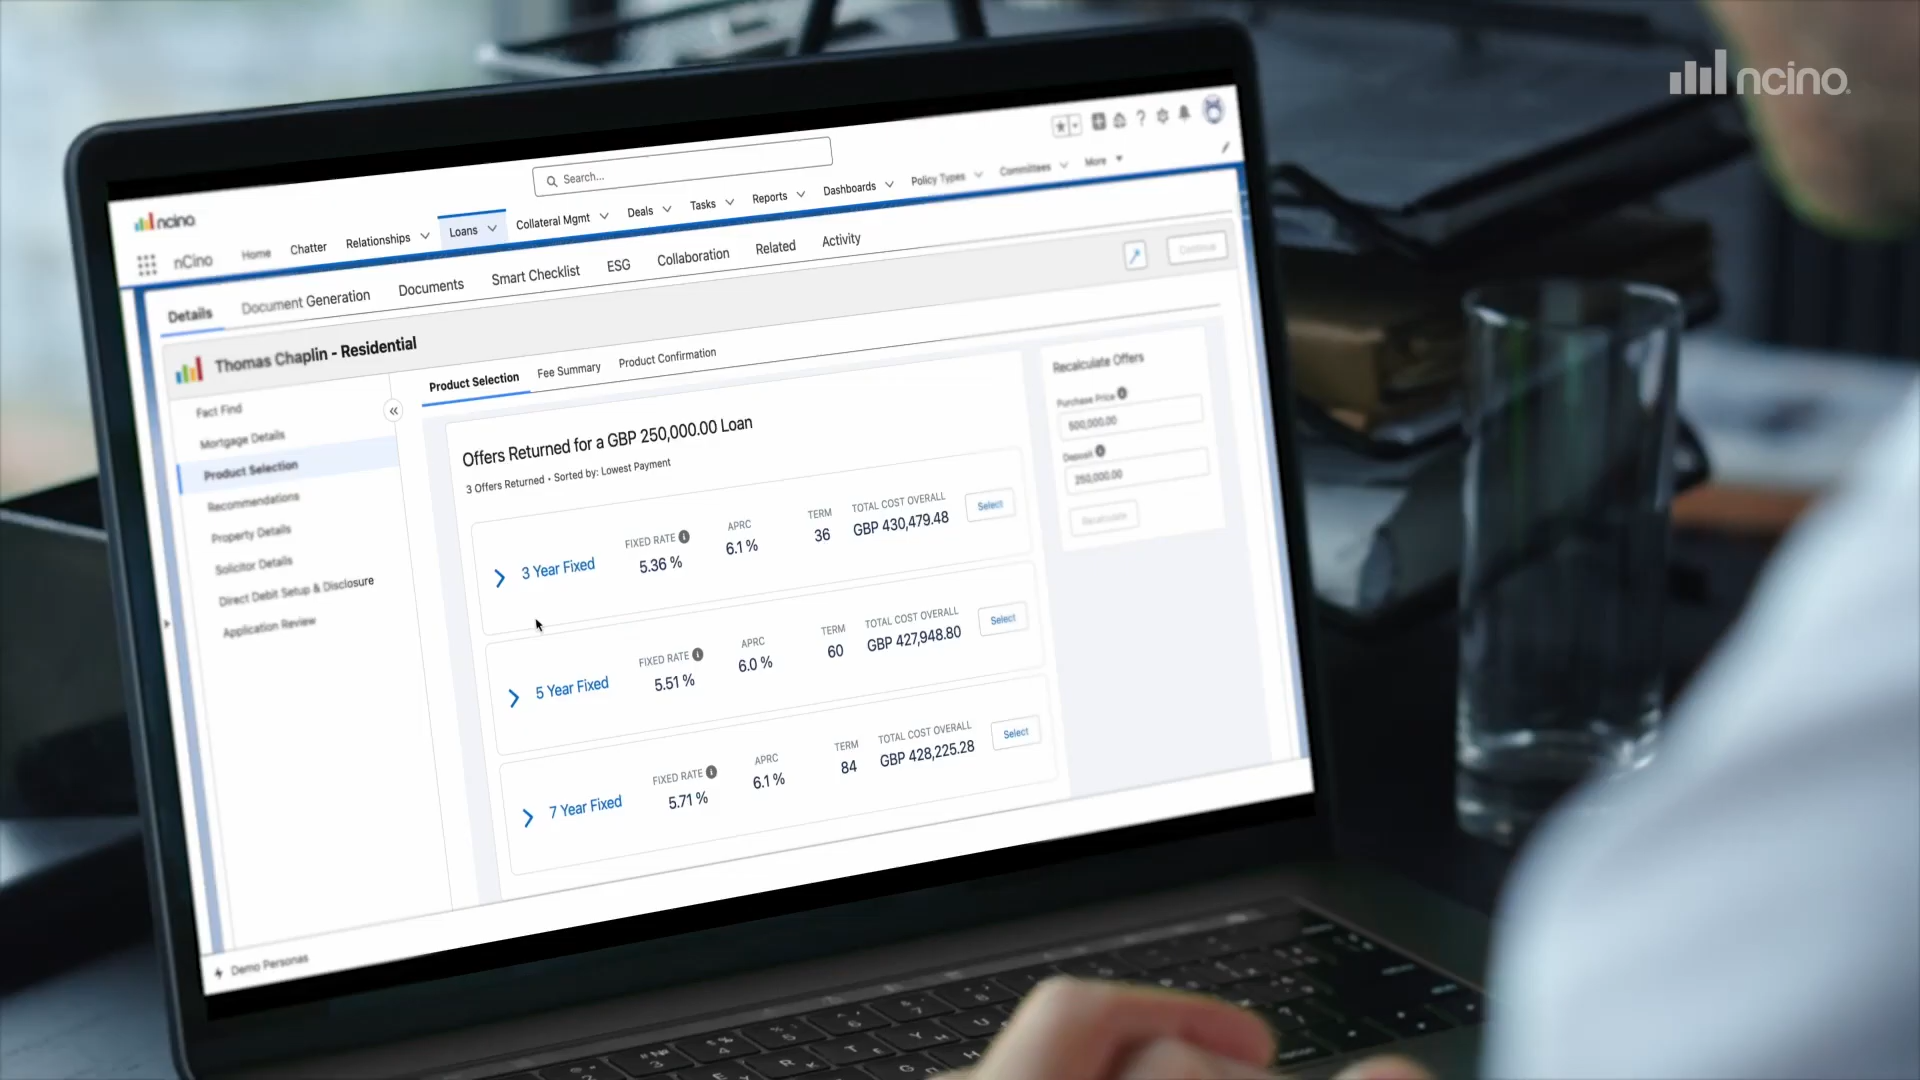 ncino
ncino
Search...
nCino Home Chatter Relationships Loans Collateral Mgmt Deals Tasks Reports Dashboards Policy Types Committees More
Details Document Generation Documents Smart Checklist ESG Collaboration Related Activity
Thomas Chaplin - Residential
Continue
Fact Find
Mortgage Details
Product Selection
Recommendations
Property Details
Solicitor Details
Direct Debit Setup & Disclosure
Application Review
Product Selection Fee Summary Product Confirmation
Offers Returned for a GBP 250,000.00 Loan
3 Offers Returned • Sorted by: Lowest Payment
3 Year Fixed
FIXED RATE APRC TERM TOTAL COST OVERALL
5.36 % 6.1 % 36 GBP 430,479.48
Select
5 Year Fixed
FIXED RATE APRC TERM TOTAL COST OVERALL
5.51 % 6.0 % 60 GBP 427,948.80
Select
7 Year Fixed
FIXED RATE APRC TERM TOTAL COST OVERALL
5.71 % 6.1 % 84 GBP 428,225.28
Select
Recalculate Offers
Purchase Price
500,000.00
Deposit
250,000.00
Recalculate
Demo Personas